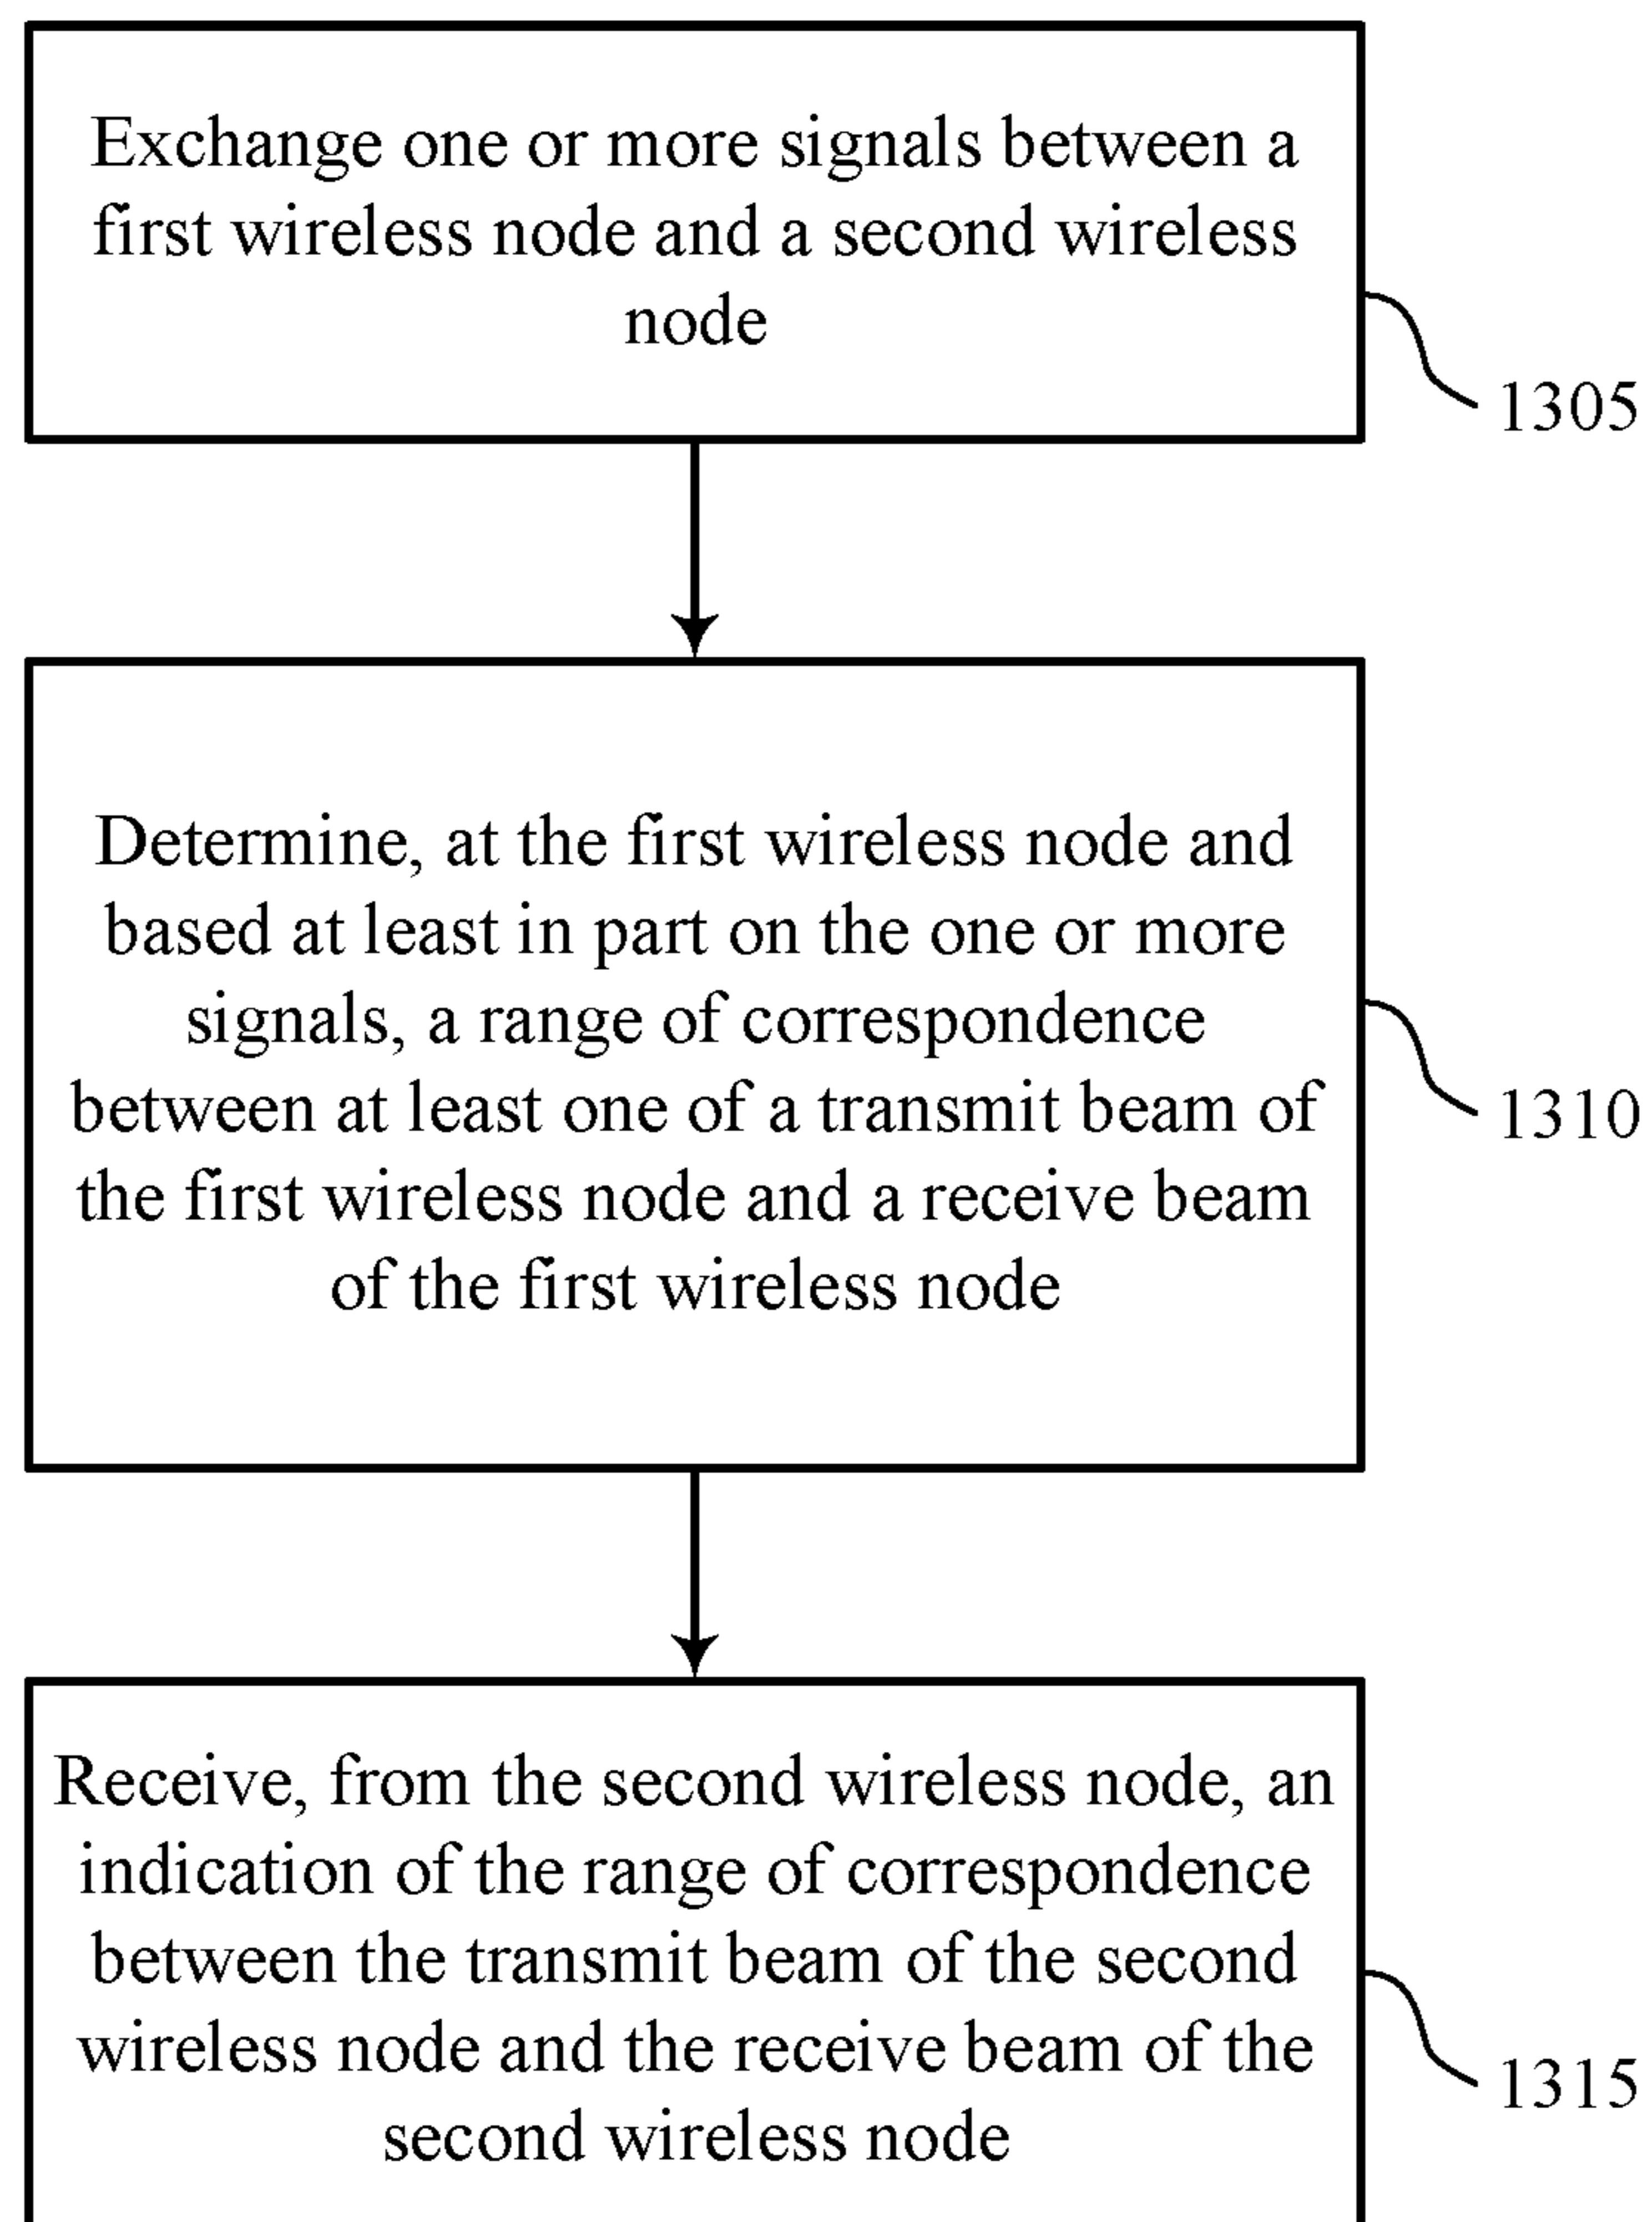 Exchange one or more signals between a
first wireless node and a second wireless
node
1305
Determine, at the first wireless node and
based at least in part on the one or more
signals, a range of correspondence
between at least one of a transmit beam of
the first wireless node and a receive beam
of the first wireless node
1310
Receive, from the second wireless node, an
indication of the range of correspondence
between the transmit beam of the second
wireless node and the receive beam of the
second wireless node
1315